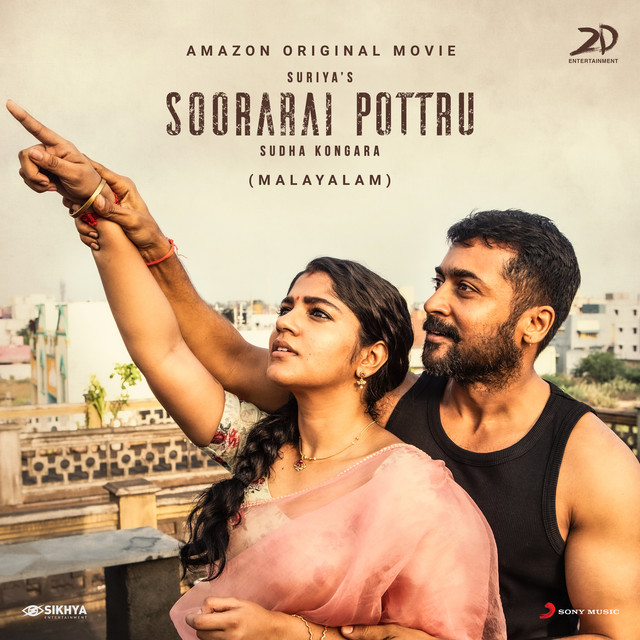 AMAZON ORIGINAL MOVIE
2D
ENTERTAINMENT
SURIYA'S
SOORARAI POTTRU
SUDHA KONGARA
(MALAYALAM)
SIKHYA
ENTERTAINMENT
SONY MUSIC